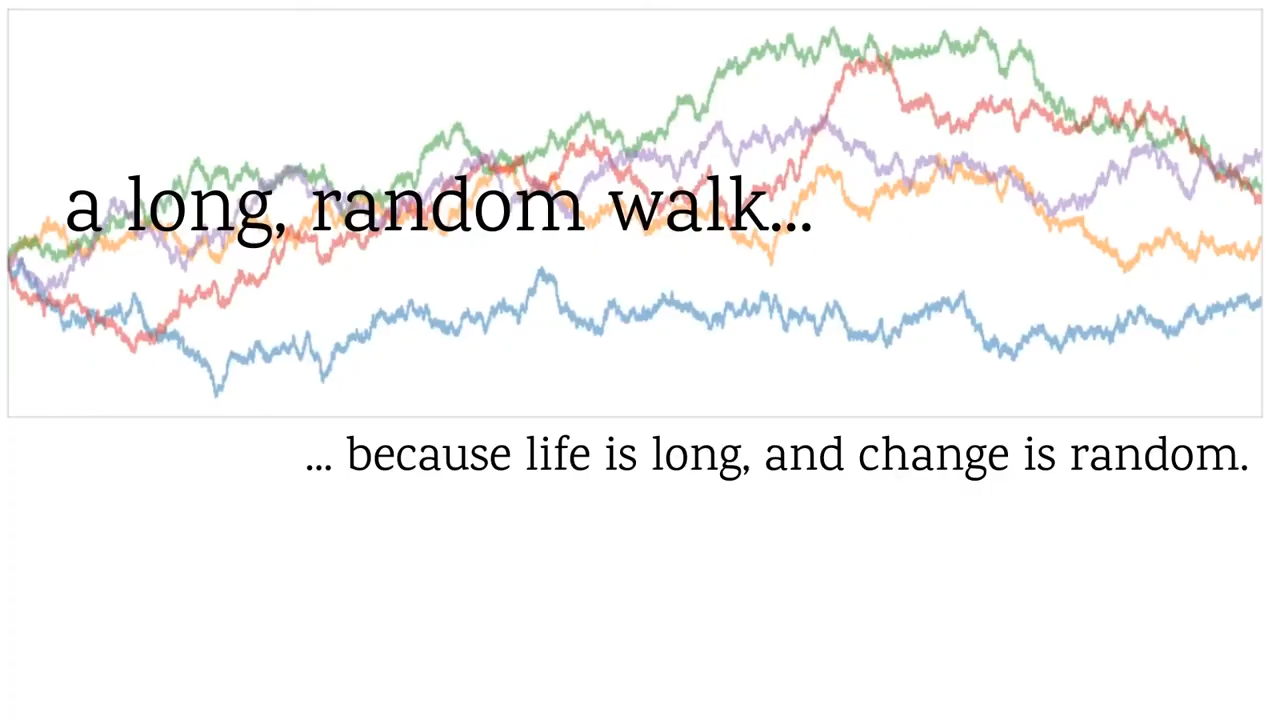 a long, random walk...
... because life is long, and change is random.